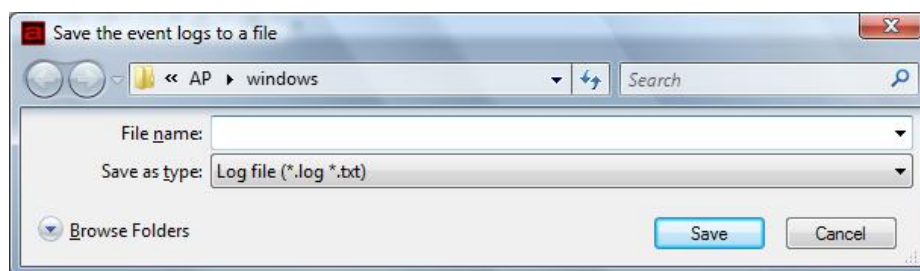 Save the event logs to a file
« AP ▸ windows Search
File name:
Save as type: Log file (*.log *.txt)
Browse Folders Save Cancel